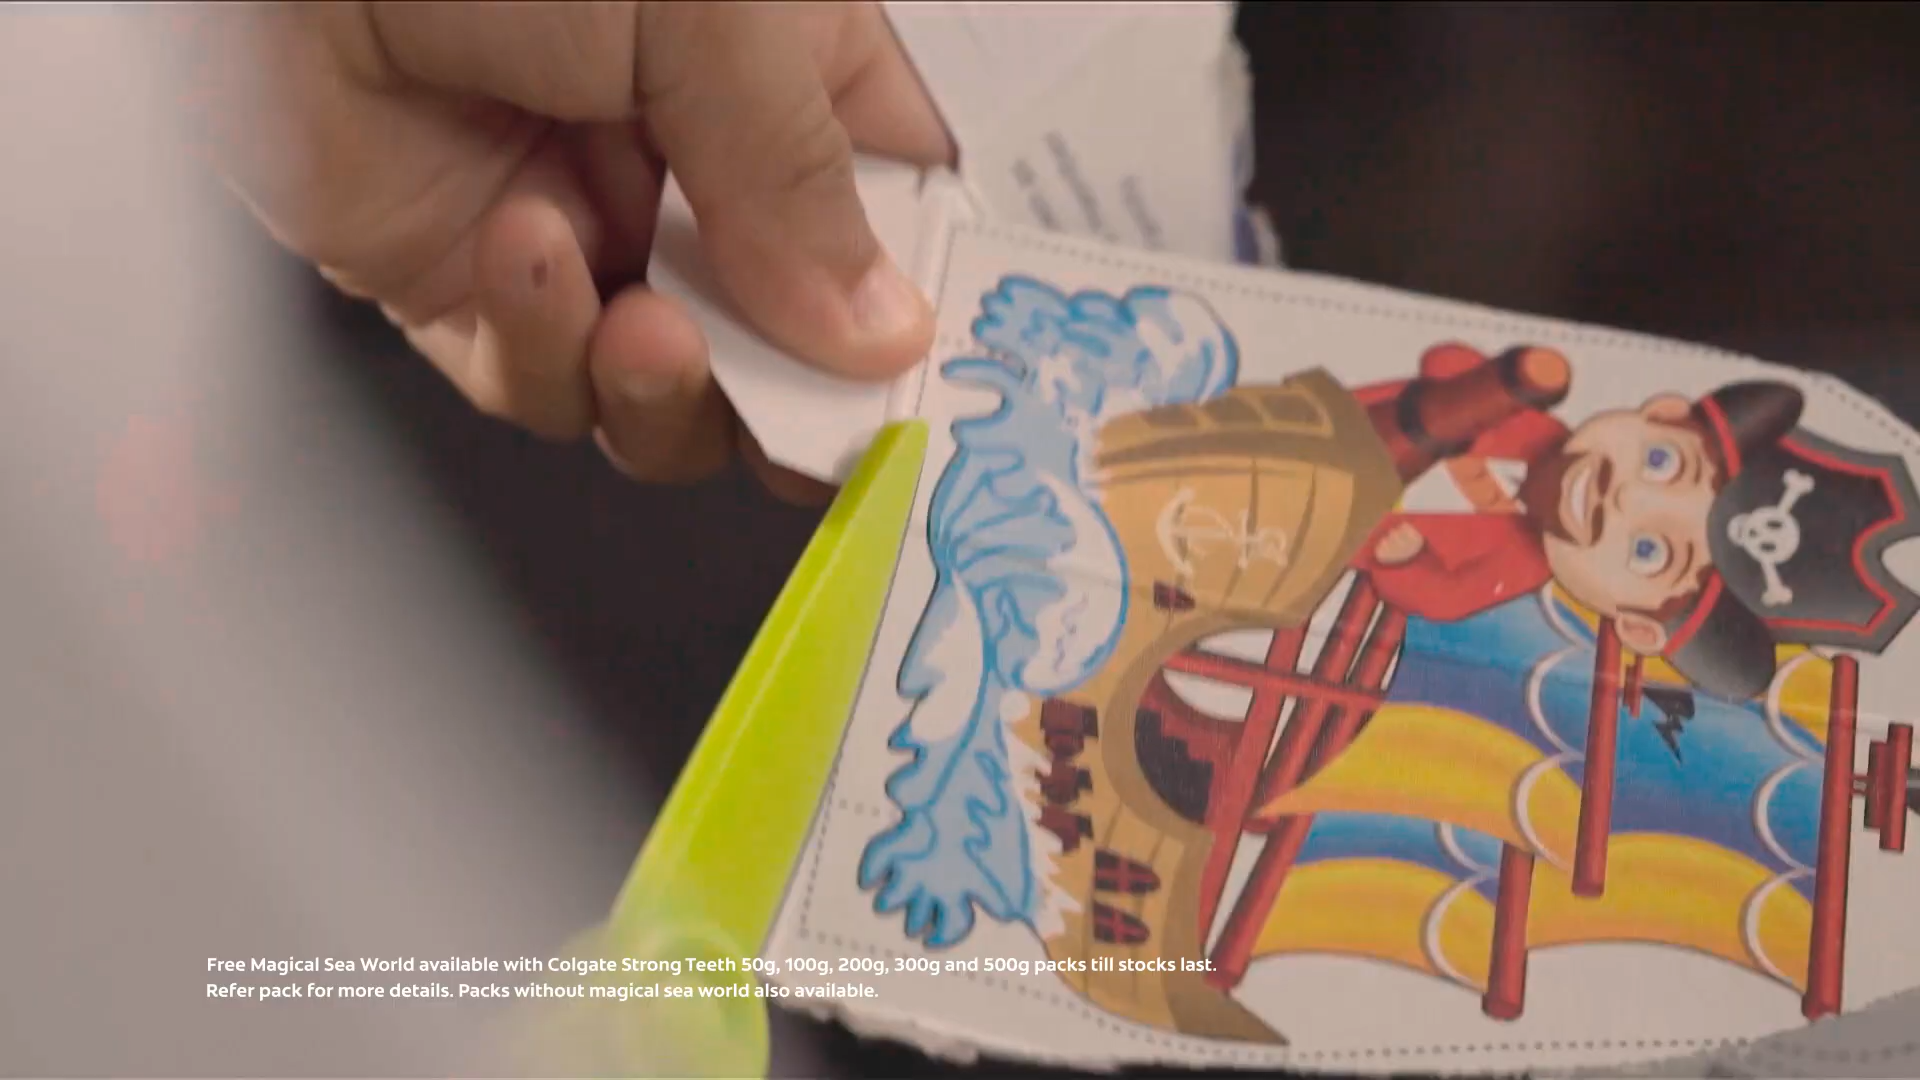 Free Magical Sea World available with Colgate Strong Teeth 50g, 100g, 200g, 300g and 500g packs till stocks last.
Refer pack for more details. Packs without magical sea world also available.